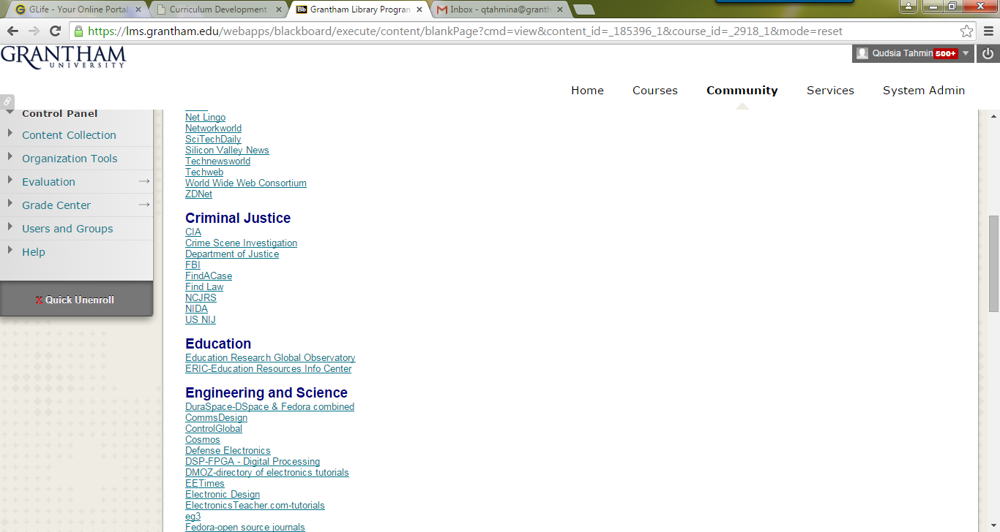 GLife - Your Online Porta
Curriculum Development
Grantham Library Program
Inbox - qtahmina@granth
https://lms.grantham.edu/webapps/blackboard/execute/content/blankPage?cmd=view&content_id=_185396_1&course_id=_2918_1&mode=reset
GRANTHAM
UNIVERSITY
Qudsia Tahmin 500+
Home Courses Community Services System Admin
Control Panel
Content Collection
Organization Tools
Evaluation
Grade Center
Users and Groups
Help
X Quick Unenroll
Net Lingo
Networkworld
SciTechDaily
Silicon Valley News
Technewsworld
Techweb
World Wide Web Consortium
ZDNet
Criminal Justice
CIA
Crime Scene Investigation
Department of Justice
FBI
FindACase
Find Law
NCJRS
NIDA
US NIJ
Education
Education Research Global Observatory
ERIC-Education Resources Info Center
Engineering and Science
DuraSpace-DSpace & Fedora combined
CommsDesign
ControlGlobal
Cosmos
Defense Electronics
DSP-FPGA - Digital Processing
DMOZ-directory of electronics tutorials
EETimes
Electronic Design
ElectronicsTeacher.com-tutorials
eg3
Fedora-open source journals